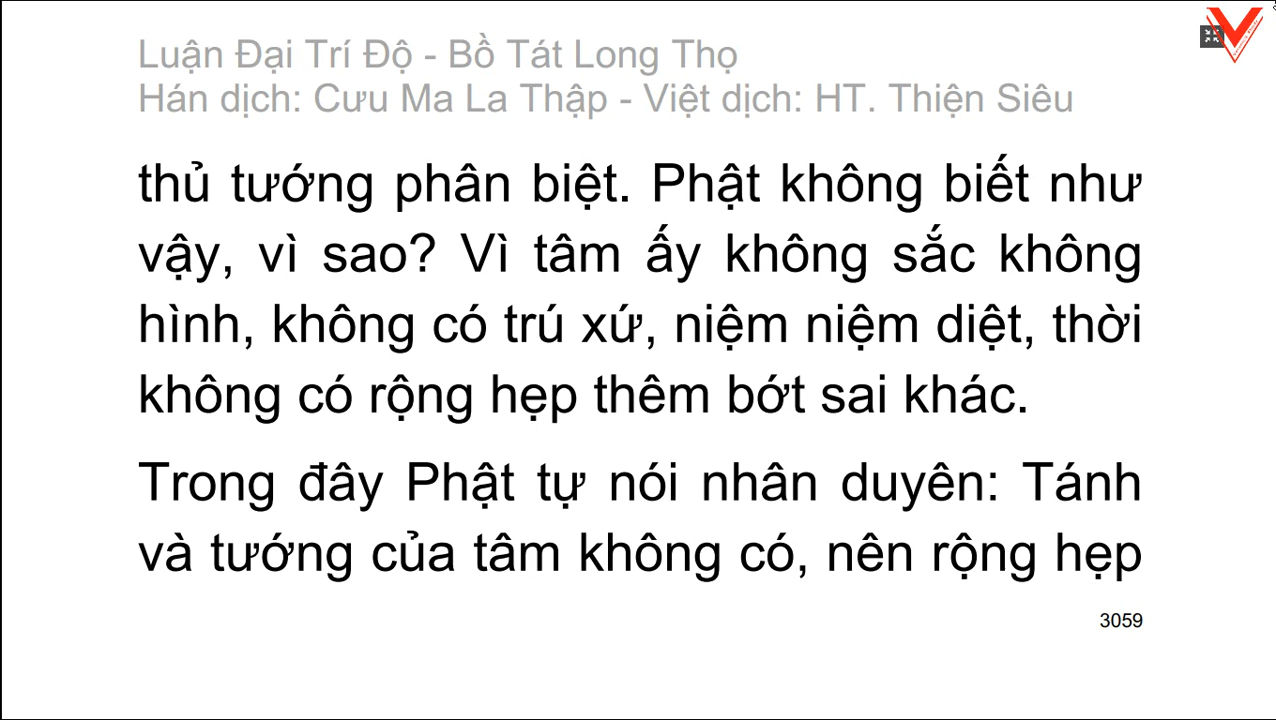 Luận Đại Trí Độ - Bồ Tát Long Thọ
Hán dịch: Cưu Ma La Thập - Việt dịch: HT. Thiện Siêu
thủ tướng phân biệt. Phật không biết như
vậy, vì sao? Vì tâm ấy không sắc không
hình, không có trú xứ, niệm niệm diệt, thời
không có rộng hẹp thêm bớt sai khác.
Trong đây Phật tự nói nhân duyên: Tánh
và tướng của tâm không có, nên rộng hẹp
3059